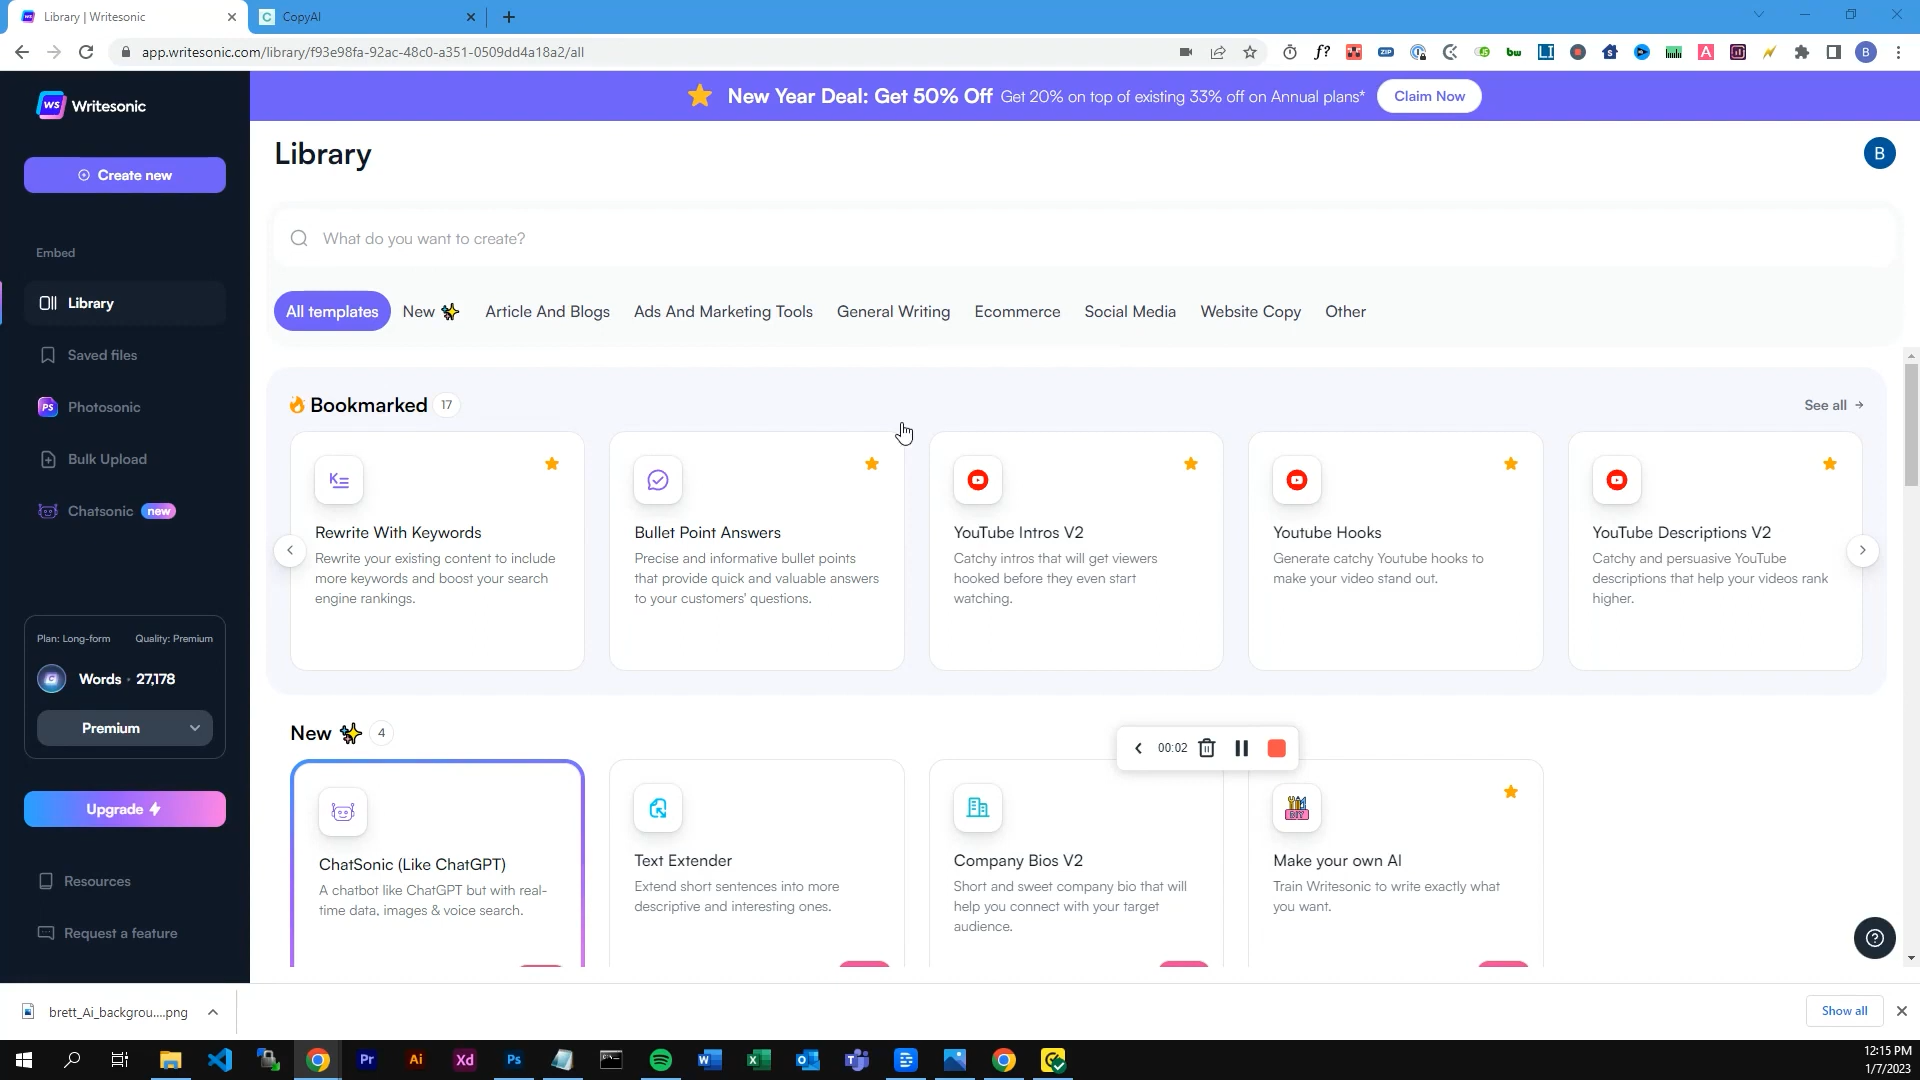 Library | Writesonic
CopyAI
app.writesonic.com/library/f93e98fa-92ac-48c0-a351-0509dd4a18a2/all
WS Writesonic
New Year Deal: Get 50% Off Get 20% on top of existing 33% off on Annual plans* Claim Now
Library
B
Create new
What do you want to create?
Embed
Library
Saved files
PS Photosonic
Bulk Upload
Chatsonic new
All templates New Article And Blogs Ads And Marketing Tools General Writing Ecommerce Social Media Website Copy Other
Bookmarked 17
See all
Rewrite With Keywords
Rewrite your existing content to include
more keywords and boost your search
engine rankings.
Bullet Point Answers
Precise and informative bullet points
that provide quick and valuable answers
to your customers' questions.
YouTube Intros V2
Catchy intros that will get viewers
hooked before they even start
watching.
Youtube Hooks
Generate catchy Youtube hooks to
make your video stand out.
YouTube Descriptions V2
Catchy and persuasive YouTube
descriptions that help your videos rank
higher.
Plan: Long-form Quality: Premium
Words · 27,178
Premium
Upgrade
Resources
Request a feature
New 4
00:02
ChatSonic (Like ChatGPT)
A chatbot like ChatGPT but with real-
time data, images & voice search.
Text Extender
Extend short sentences into more
descriptive and interesting ones.
Company Bios V2
Short and sweet company bio that will
help you connect with your target
audience.
DIY
Make your own AI
Train Writesonic to write exactly what
you want.
brett_Ai_backgrou....png
Show all
Pr Ai Xd Ps
12:15 PM
1/7/2023